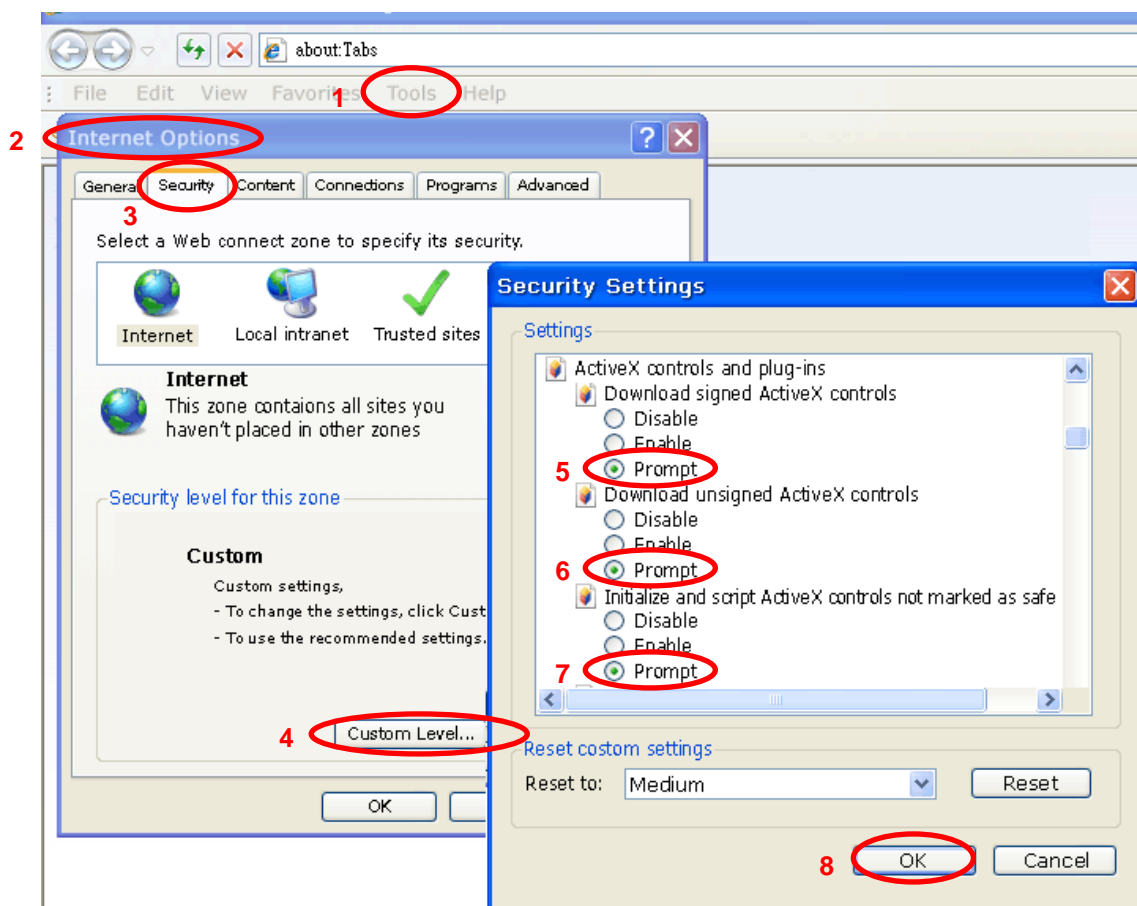 about:Tabs
File Edit View Favorites Tools Help
1
2
Internet Options
General Security Content Connections Programs Advanced
3
Select a Web connect zone to specify its security.
Internet Local intranet Trusted sites
Internet
This zone contaions all sites you
haven't placed in other zones
Security level for this zone
Custom
Custom settings,
- To change the settings, click Cust
- To use the recommended settings.
4
Custom Level...
OK
Security Settings
Settings
ActiveX controls and plug-ins
Download signed ActiveX controls
Disable
Enable
5
Prompt
Download unsigned ActiveX controls
Disable
Enable
6
Prompt
Initialize and script ActiveX controls not marked as safe
Disable
Enable
7
Prompt
Reset costom settings
Reset to: Medium Reset
8
OK Cancel